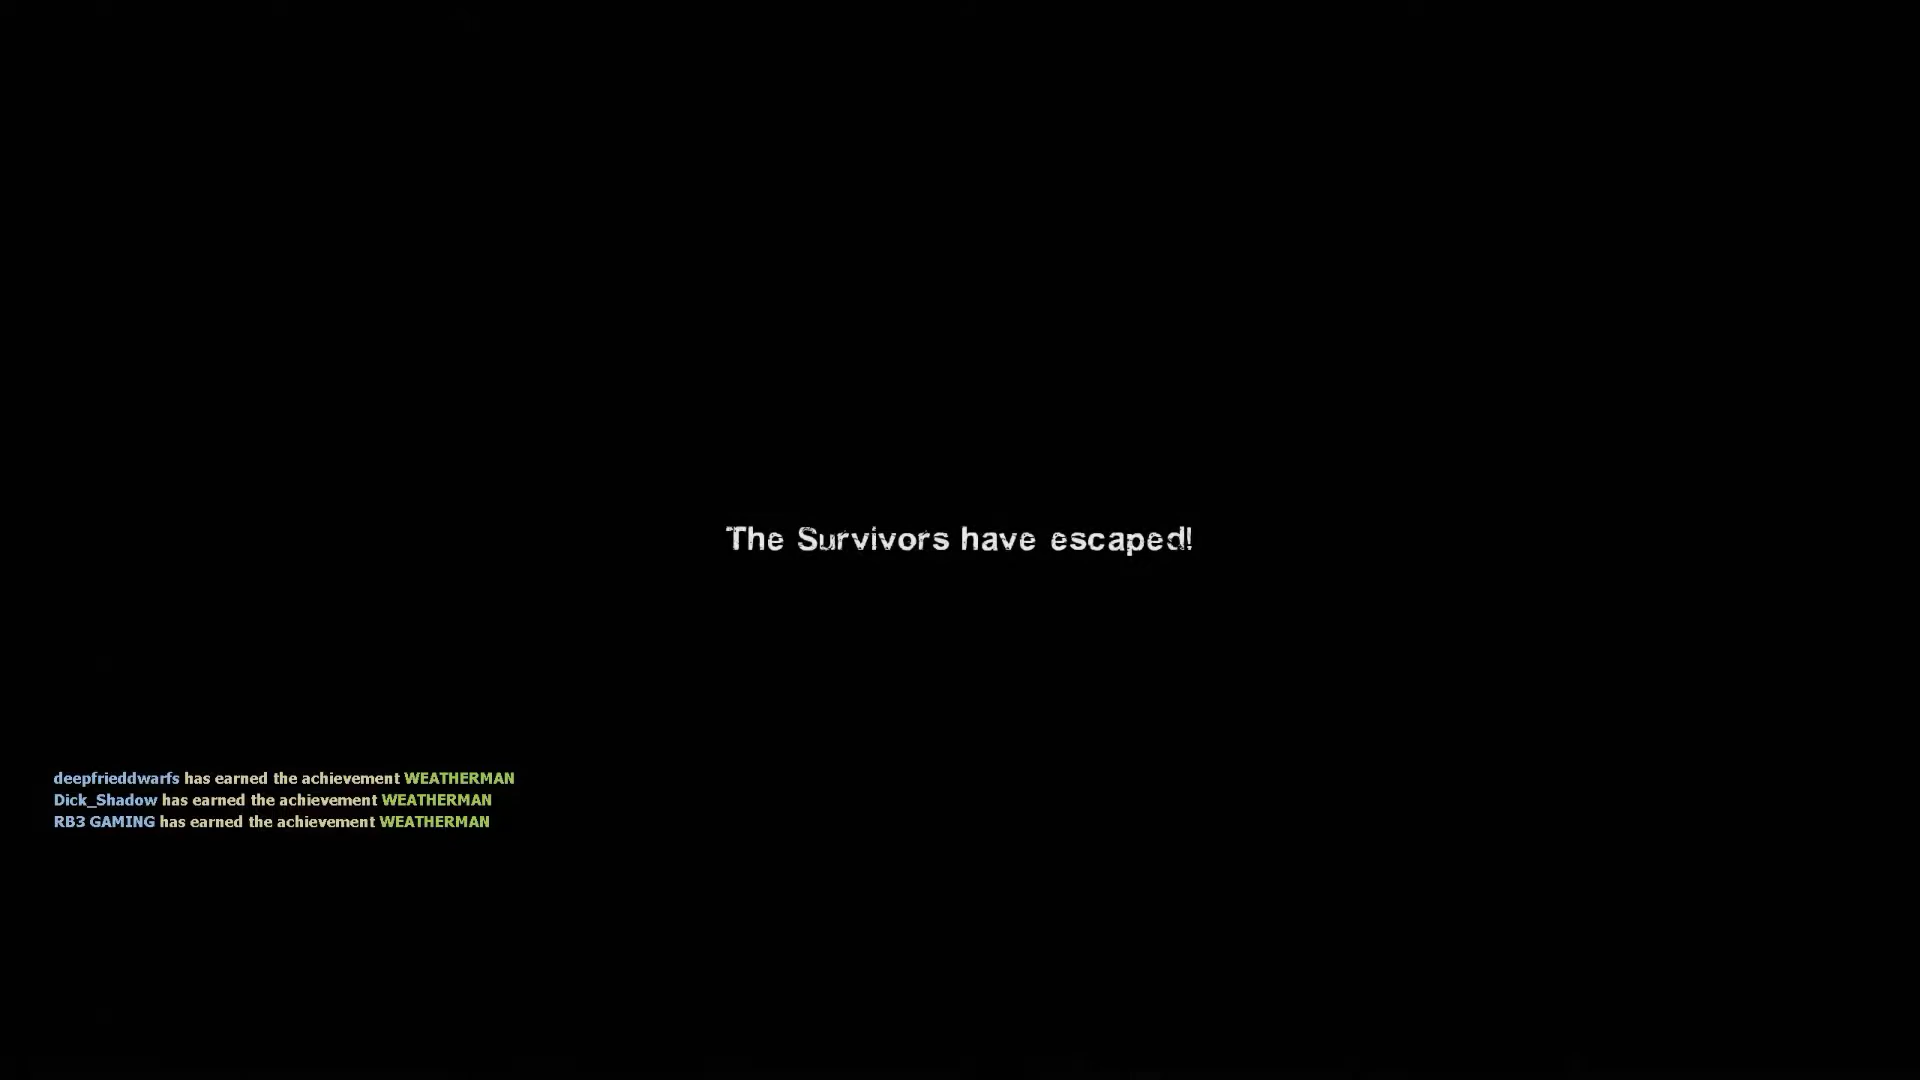 The Survivors have escaped!
deepfrieddwarfs has earned the achievement WEATHERMAN
Dick_Shadow has earned the achievement WEATHERMAN
RB3 GAMING has earned the achievement WEATHERMAN